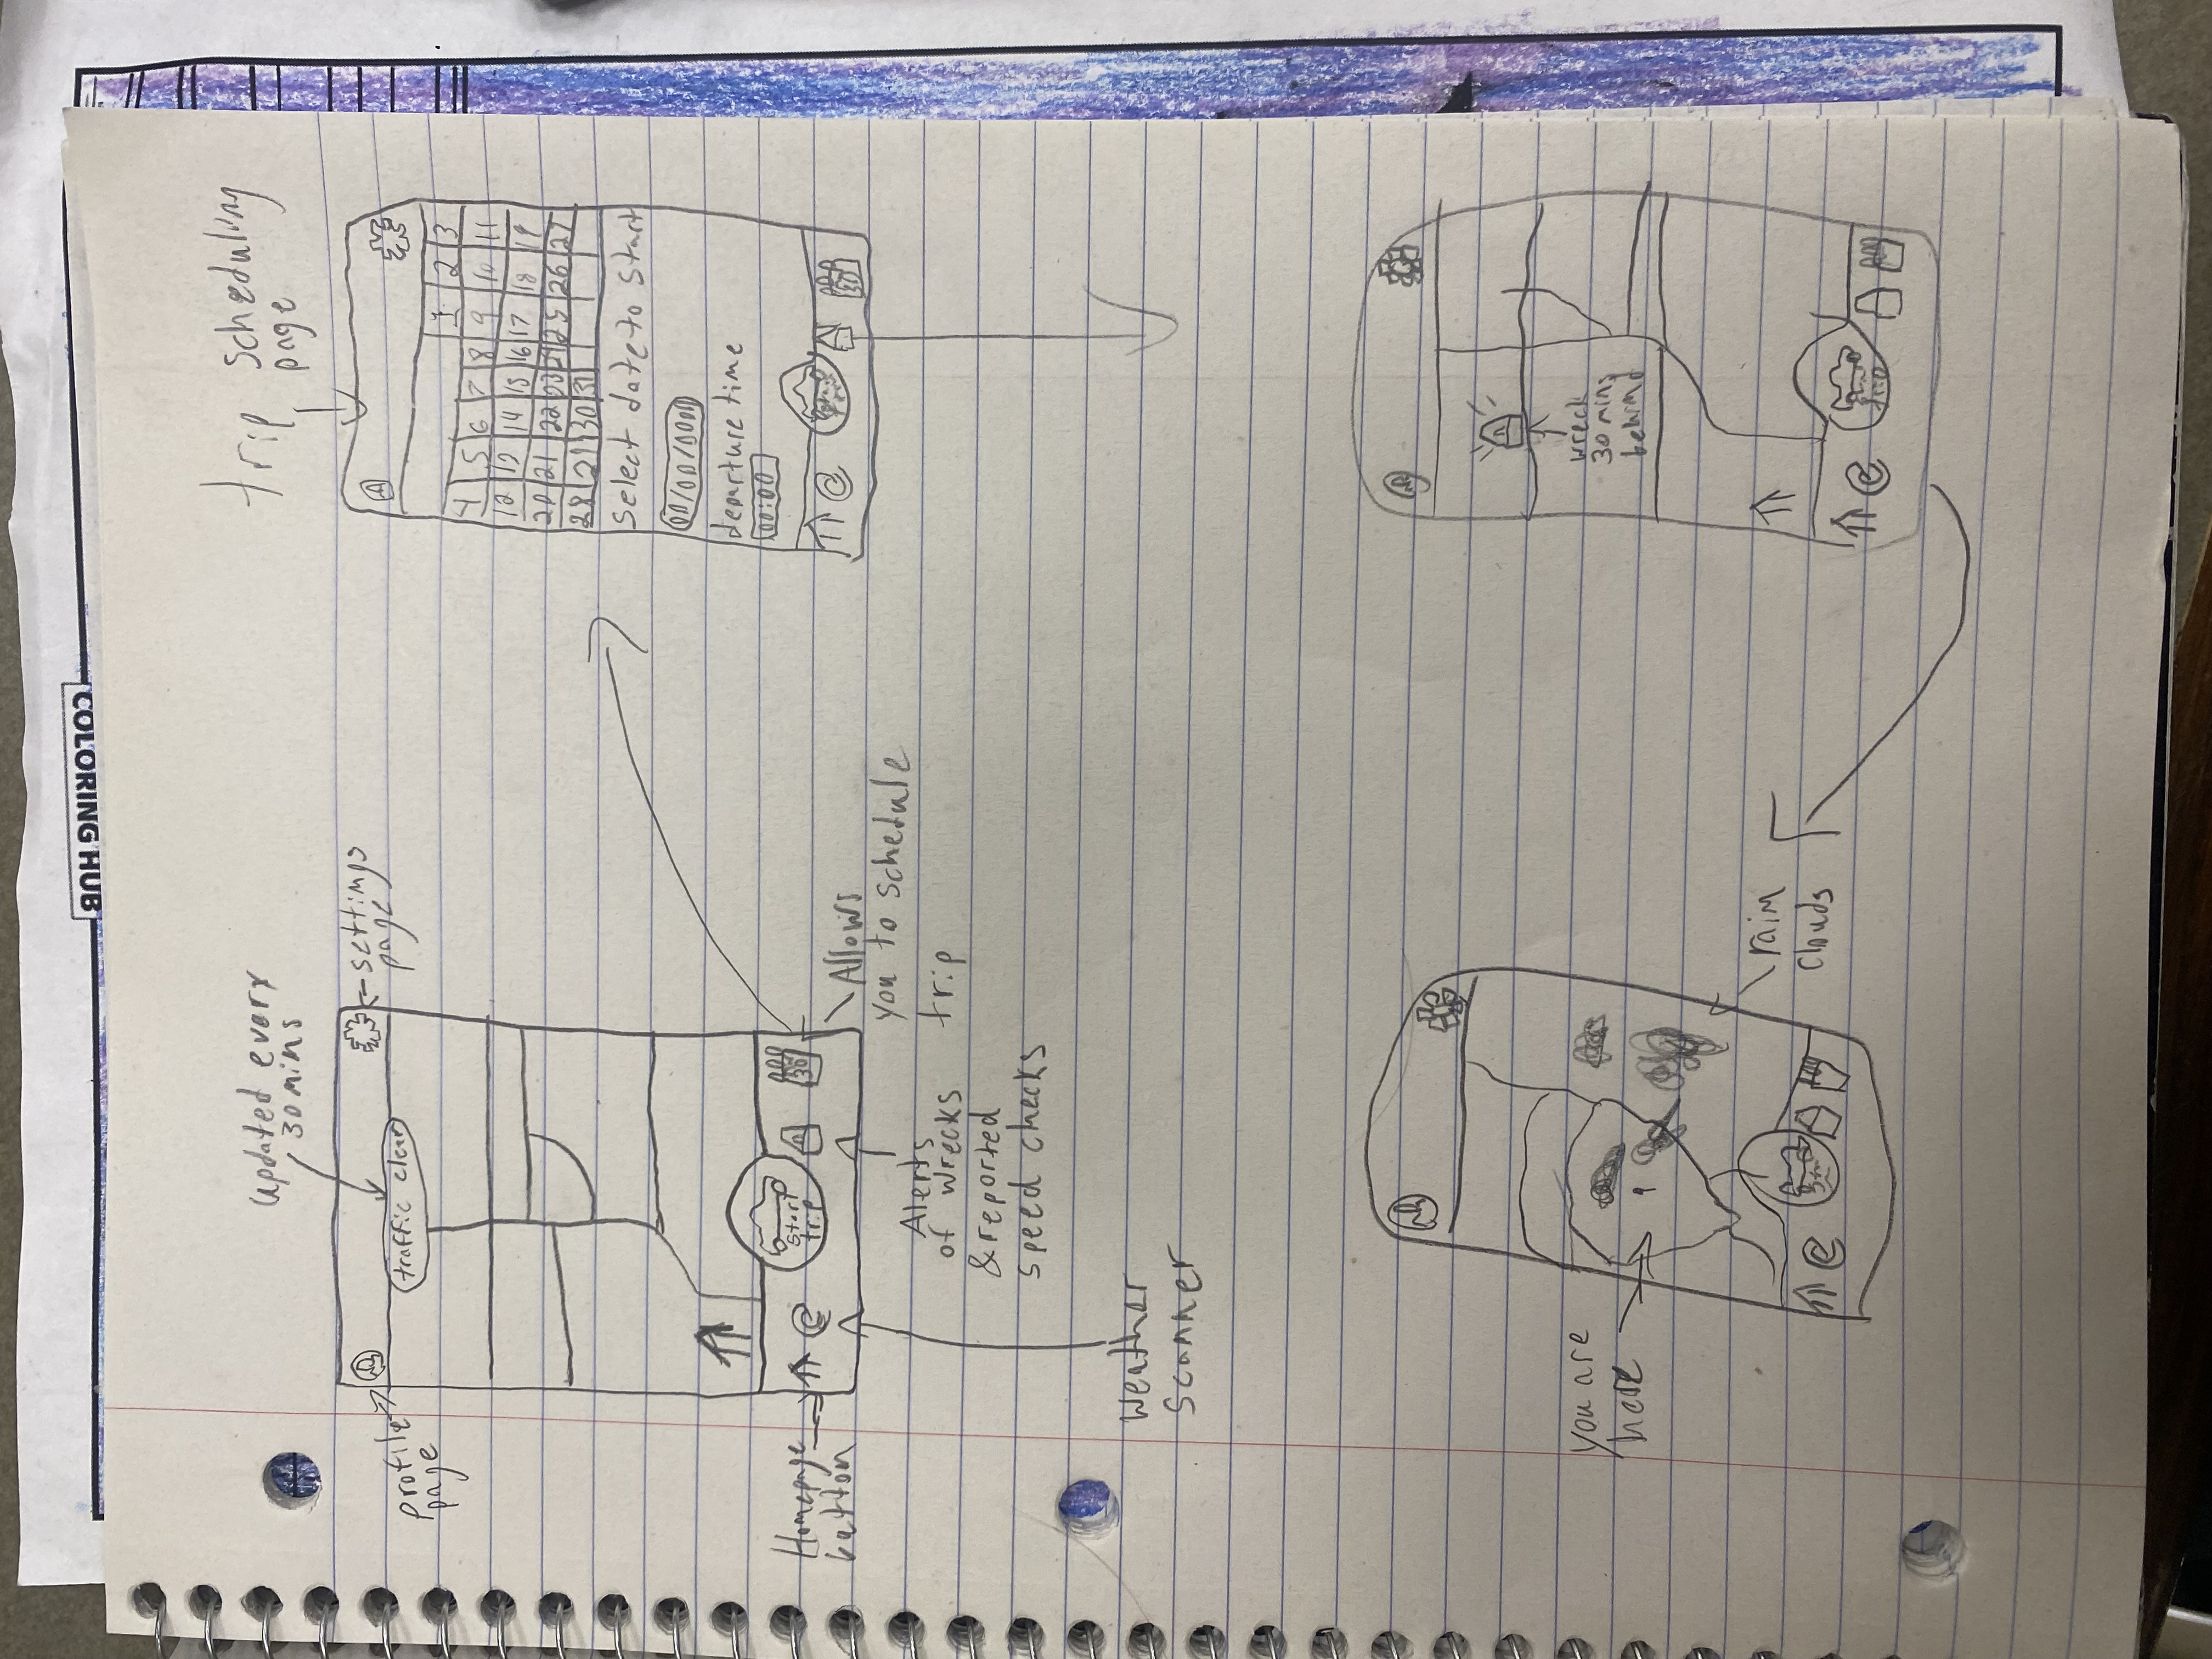 COLORING HUB
updated every
30 mins
trip scheduling
page
profile
page
settings
page
traffic clear
1 2 3
4 5 6 7 8 9 10 11
12 13 14 15 16 17 18 19
20 21 22 23 24 25 26 27
28 29 30 31
Select date to Start
00/00/0000
departure time
00:00
Homepage
button
start
trip
30
30
Allows
you to schedule
trip
Alerts
of wrecks
& reported
speed checks
Weather
Scanner
you are
here
rain
clouds
wreck
30 mins
behind
trip